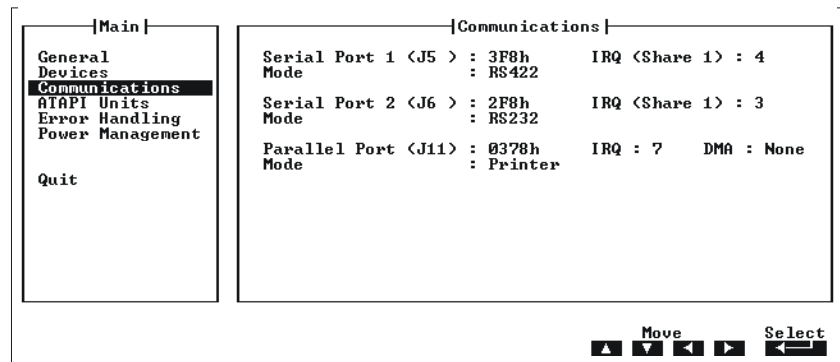 Main
General
Devices
Communications
ATAPI Units
Error Handling
Power Management
Quit
Communications
Serial Port 1 (J5 ) : 3F8h IRQ (Share 1) : 4
Mode : RS422
Serial Port 2 (J6 ) : 2F8h IRQ (Share 1) : 3
Mode : RS232
Parallel Port (J11) : 0378h IRQ : 7 DMA : None
Mode : Printer
Move Select